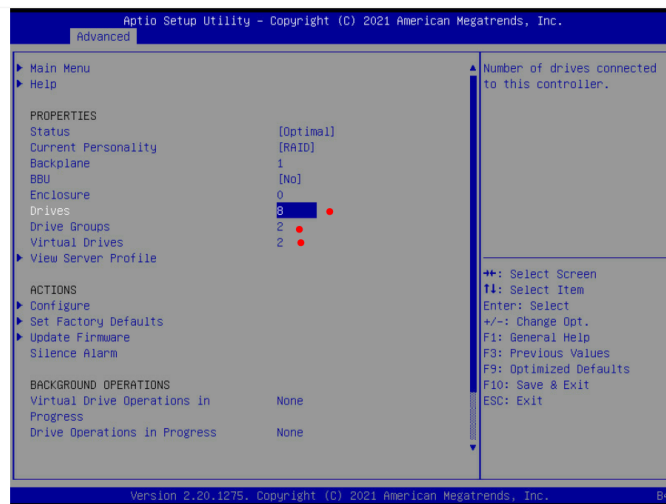 Aptio Setup Utility – Copyright (C) 2021 American Megatrends, Inc.
Advanced
Main Menu
Help
PROPERTIES
Status [Optimal]
Current Personality [RAID]
Backplane 1
BBU [No]
Enclosure 0
Drives 8
Drive Groups 2
Virtual Drives 2
View Server Profile
ACTIONS
Configure
Set Factory Defaults
Update Firmware
Silence Alarm
BACKGROUND OPERATIONS
Virtual Drive Operations in None
Progress
Drive Operations in Progress None
Number of drives connected
to this controller.
→←: Select Screen
↑↓: Select Item
Enter: Select
+/-: Change Opt.
F1: General Help
F3: Previous Values
F9: Optimized Defaults
F10: Save & Exit
ESC: Exit
Version 2.20.1275. Copyright (C) 2021 American Megatrends, Inc.